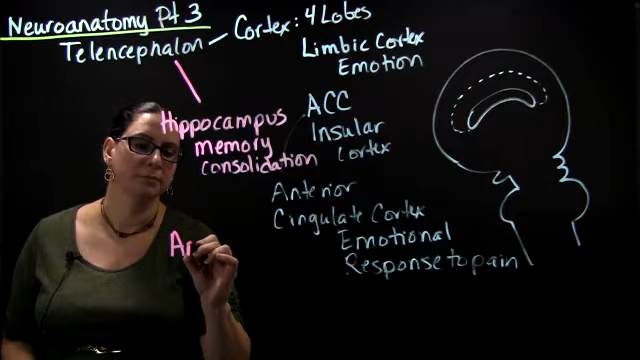 Neuroanatomy Pt 3
Telencephalon – Cortex: 4 Lobes
Limbic Cortex
Emotion
Hippocampus
memory
consolidation
ACC
Insular
Cortex
Anterior
Cingulate Cortex
Emotional
Response to pain